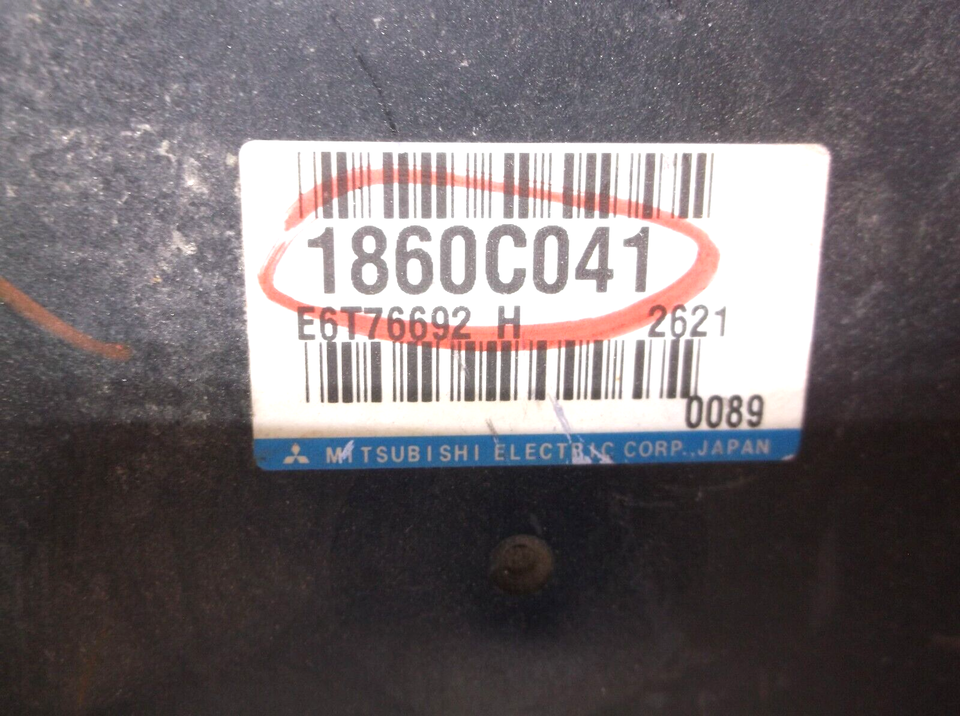 1860C041
E6T76692 H 2621
0089
MITSUBISHI ELECTRIC CORP., JAPAN